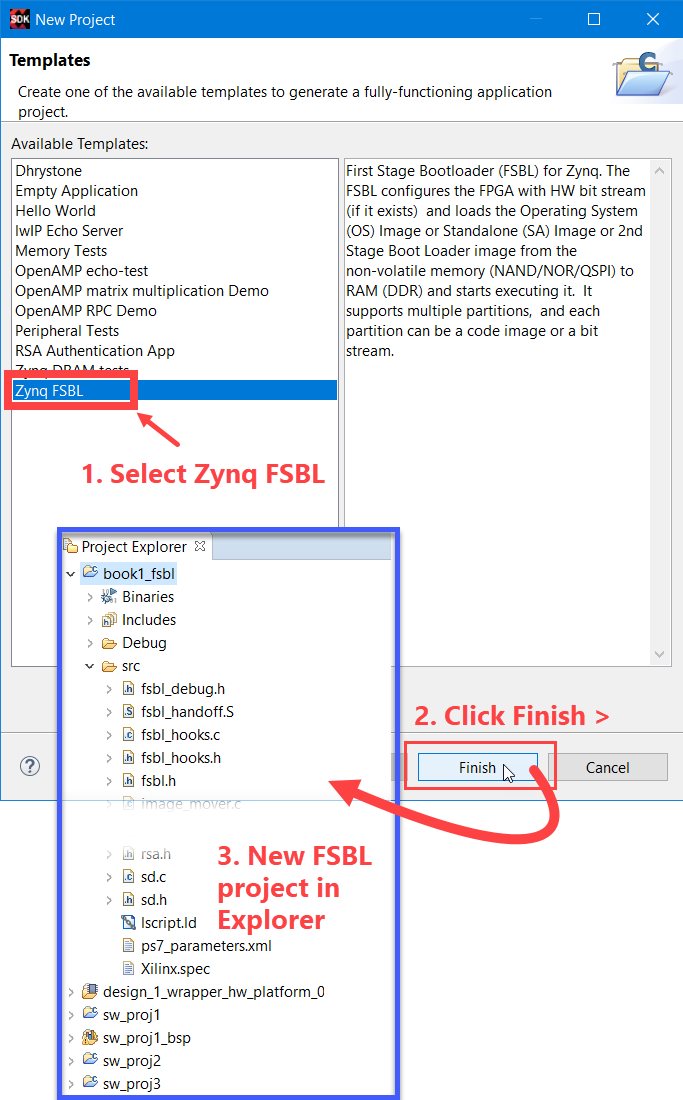 SDK New Project
Templates
Create one of the available templates to generate a fully-functioning application
project.
Available Templates:
Dhrystone
Empty Application
Hello World
lwIP Echo Server
Memory Tests
OpenAMP echo-test
OpenAMP matrix multiplication Demo
OpenAMP RPC Demo
Peripheral Tests
RSA Authentication App
Zynq DRAM tests
Zynq FSBL
First Stage Bootloader (FSBL) for Zynq. The
FSBL configures the FPGA with HW bit stream
(if it exists)  and loads the Operating System
(OS) Image or Standalone (SA) Image or 2nd
Stage Boot Loader image from the
non-volatile memory (NAND/NOR/QSPI) to
RAM (DDR) and starts executing it.  It
supports multiple partitions,  and each
partition can be a code image or a bit
stream.
1. Select Zynq FSBL
Project Explorer
book1_fsbl
Binaries
Includes
Debug
src
fsbl_debug.h
fsbl_handoff.S
fsbl_hooks.c
fsbl_hooks.h
fsbl.h
image_mover.c
rsa.h
sd.c
sd.h
lscript.ld
ps7_parameters.xml
Xilinx.spec
design_1_wrapper_hw_platform_0
sw_proj1
sw_proj1_bsp
sw_proj2
sw_proj3
2. Click Finish >
Finish
Cancel
3. New FSBL
project in
Explorer